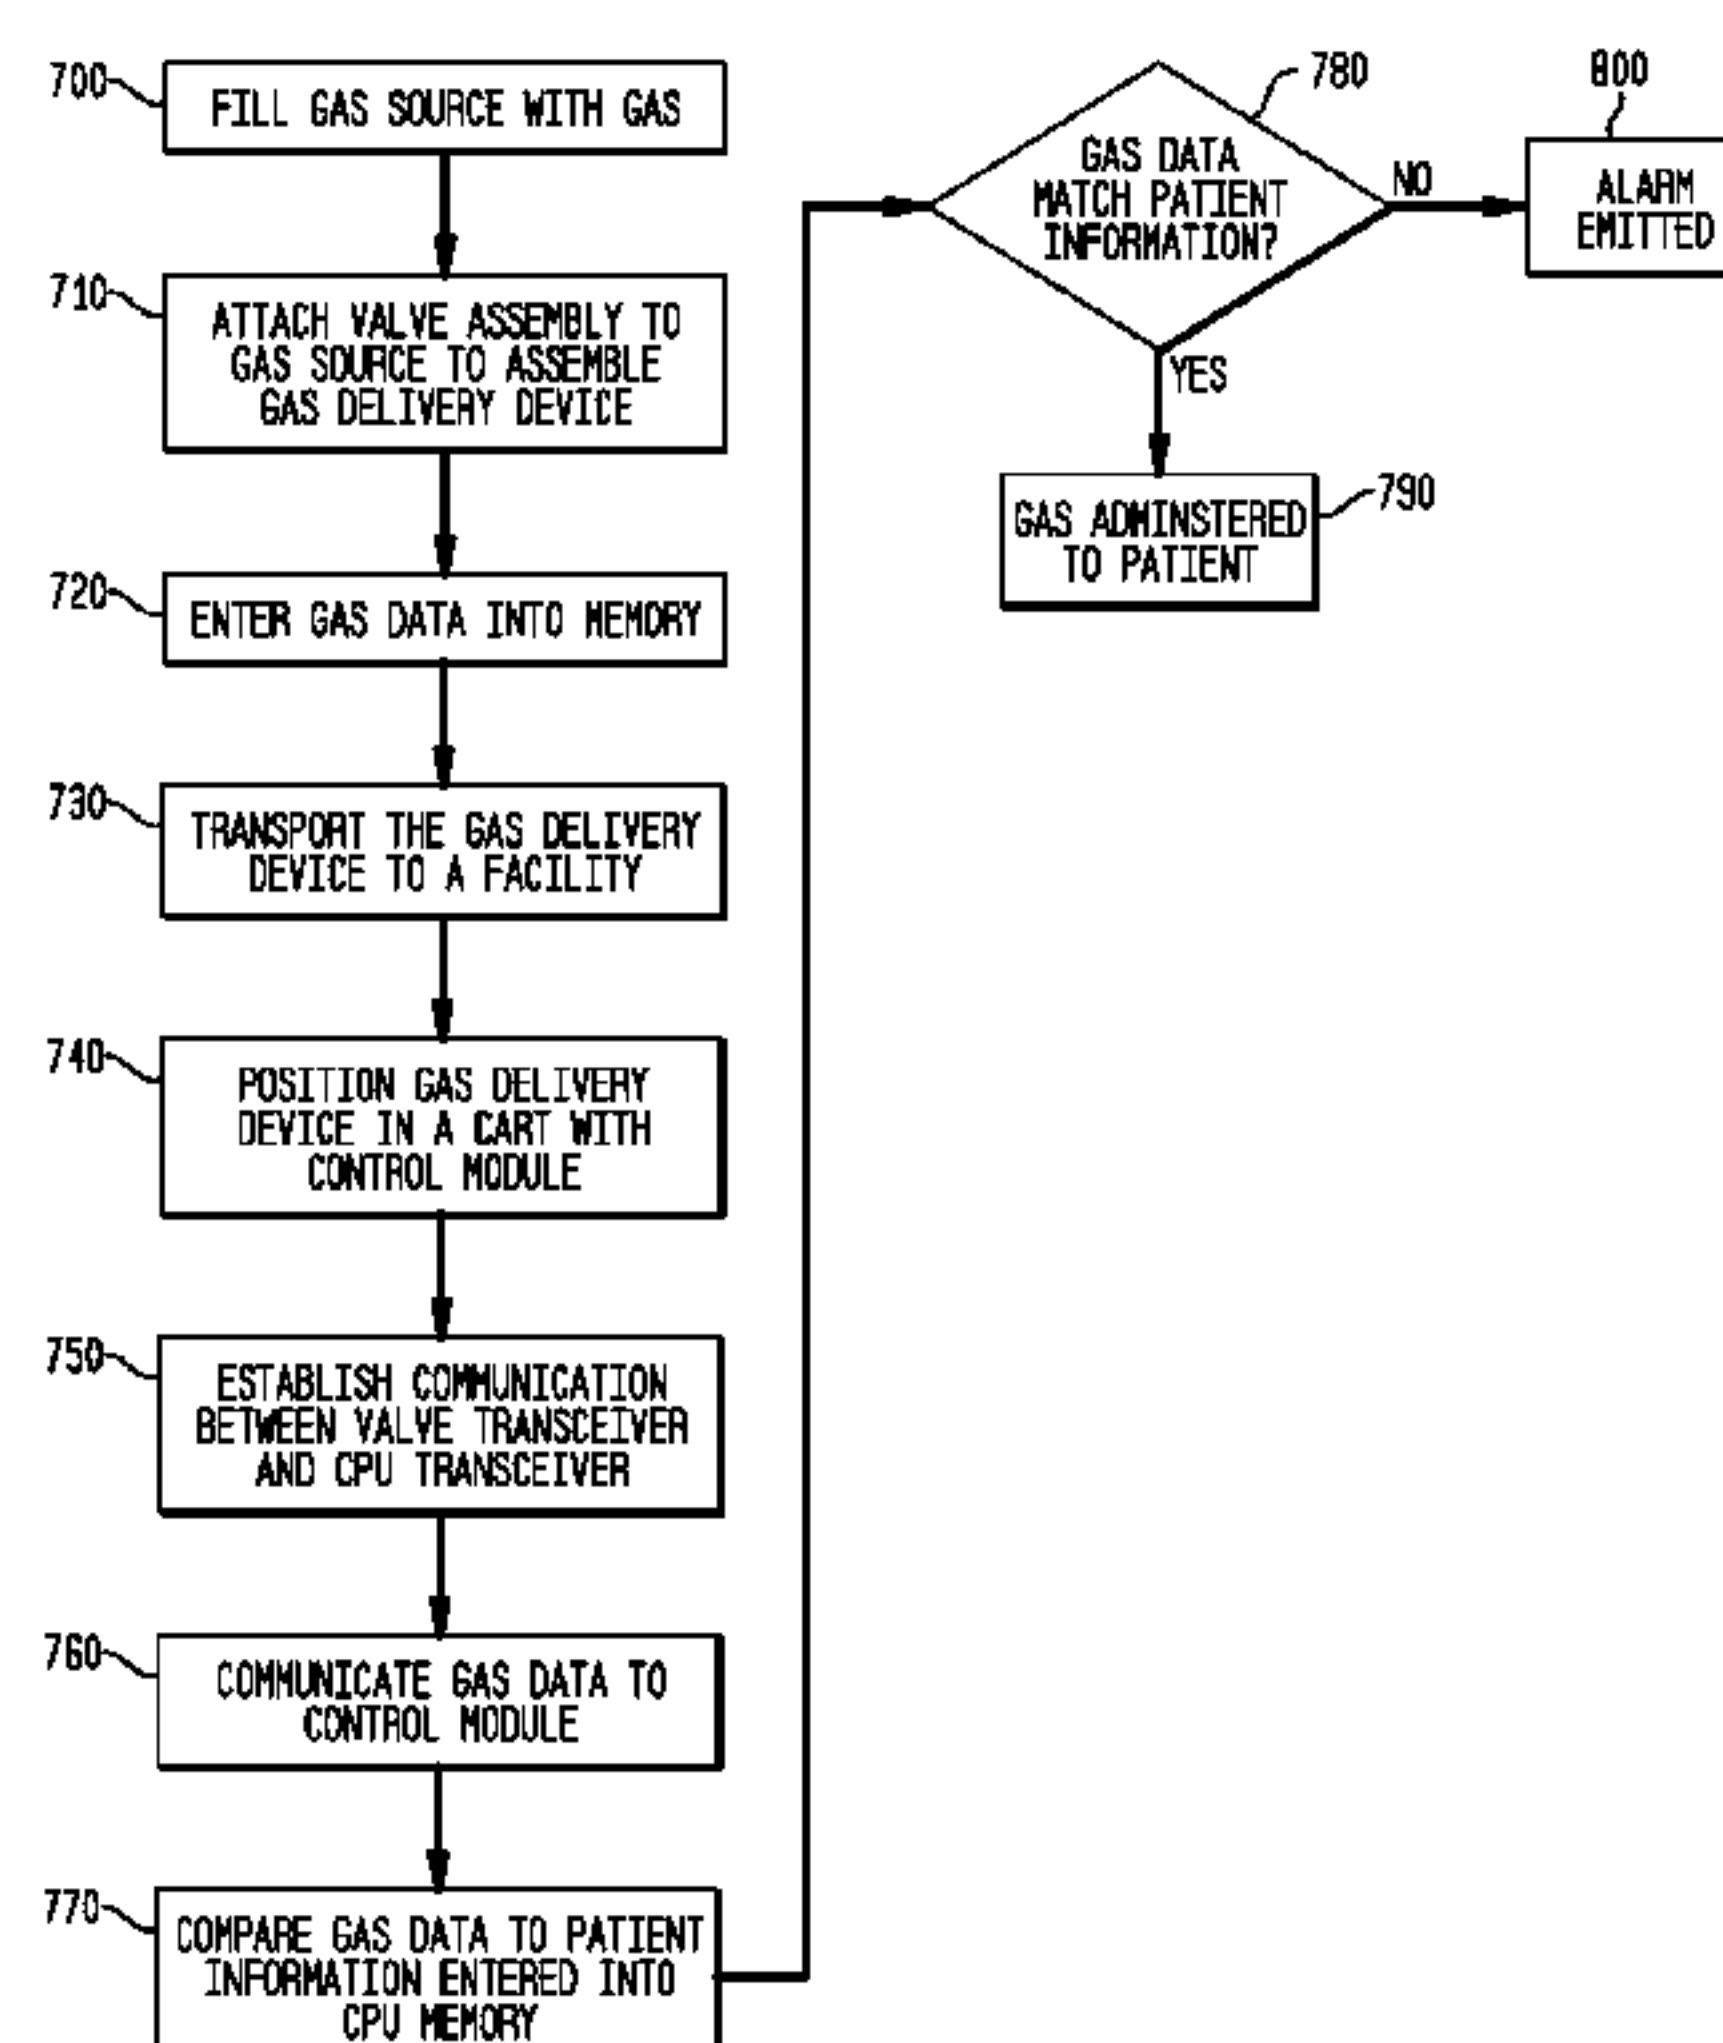 700
FILL GAS SOURCE WITH GAS
710
ATTACH VALVE ASSEMBLY TO
GAS SOURCE TO ASSEMBLE
GAS DELIVERY DEVICE
720
ENTER GAS DATA INTO MEMORY
730
TRANSPORT THE GAS DELIVERY
DEVICE TO A FACILITY
740
POSITION GAS DELIVERY
DEVICE IN A CART WITH
CONTROL MODULE
750
ESTABLISH COMMUNICATION
BETWEEN VALVE TRANSCEIVER
AND CPU TRANSCEIVER
760
COMMUNICATE GAS DATA TO
CONTROL MODULE
770
COMPARE GAS DATA TO PATIENT
INFORMATION ENTERED INTO
CPU MEMORY
780
GAS DATA
MATCH PATIENT
INFORMATION?
NO
800
ALARM
EMITTED
YES
790
GAS ADMINSTERED
TO PATIENT